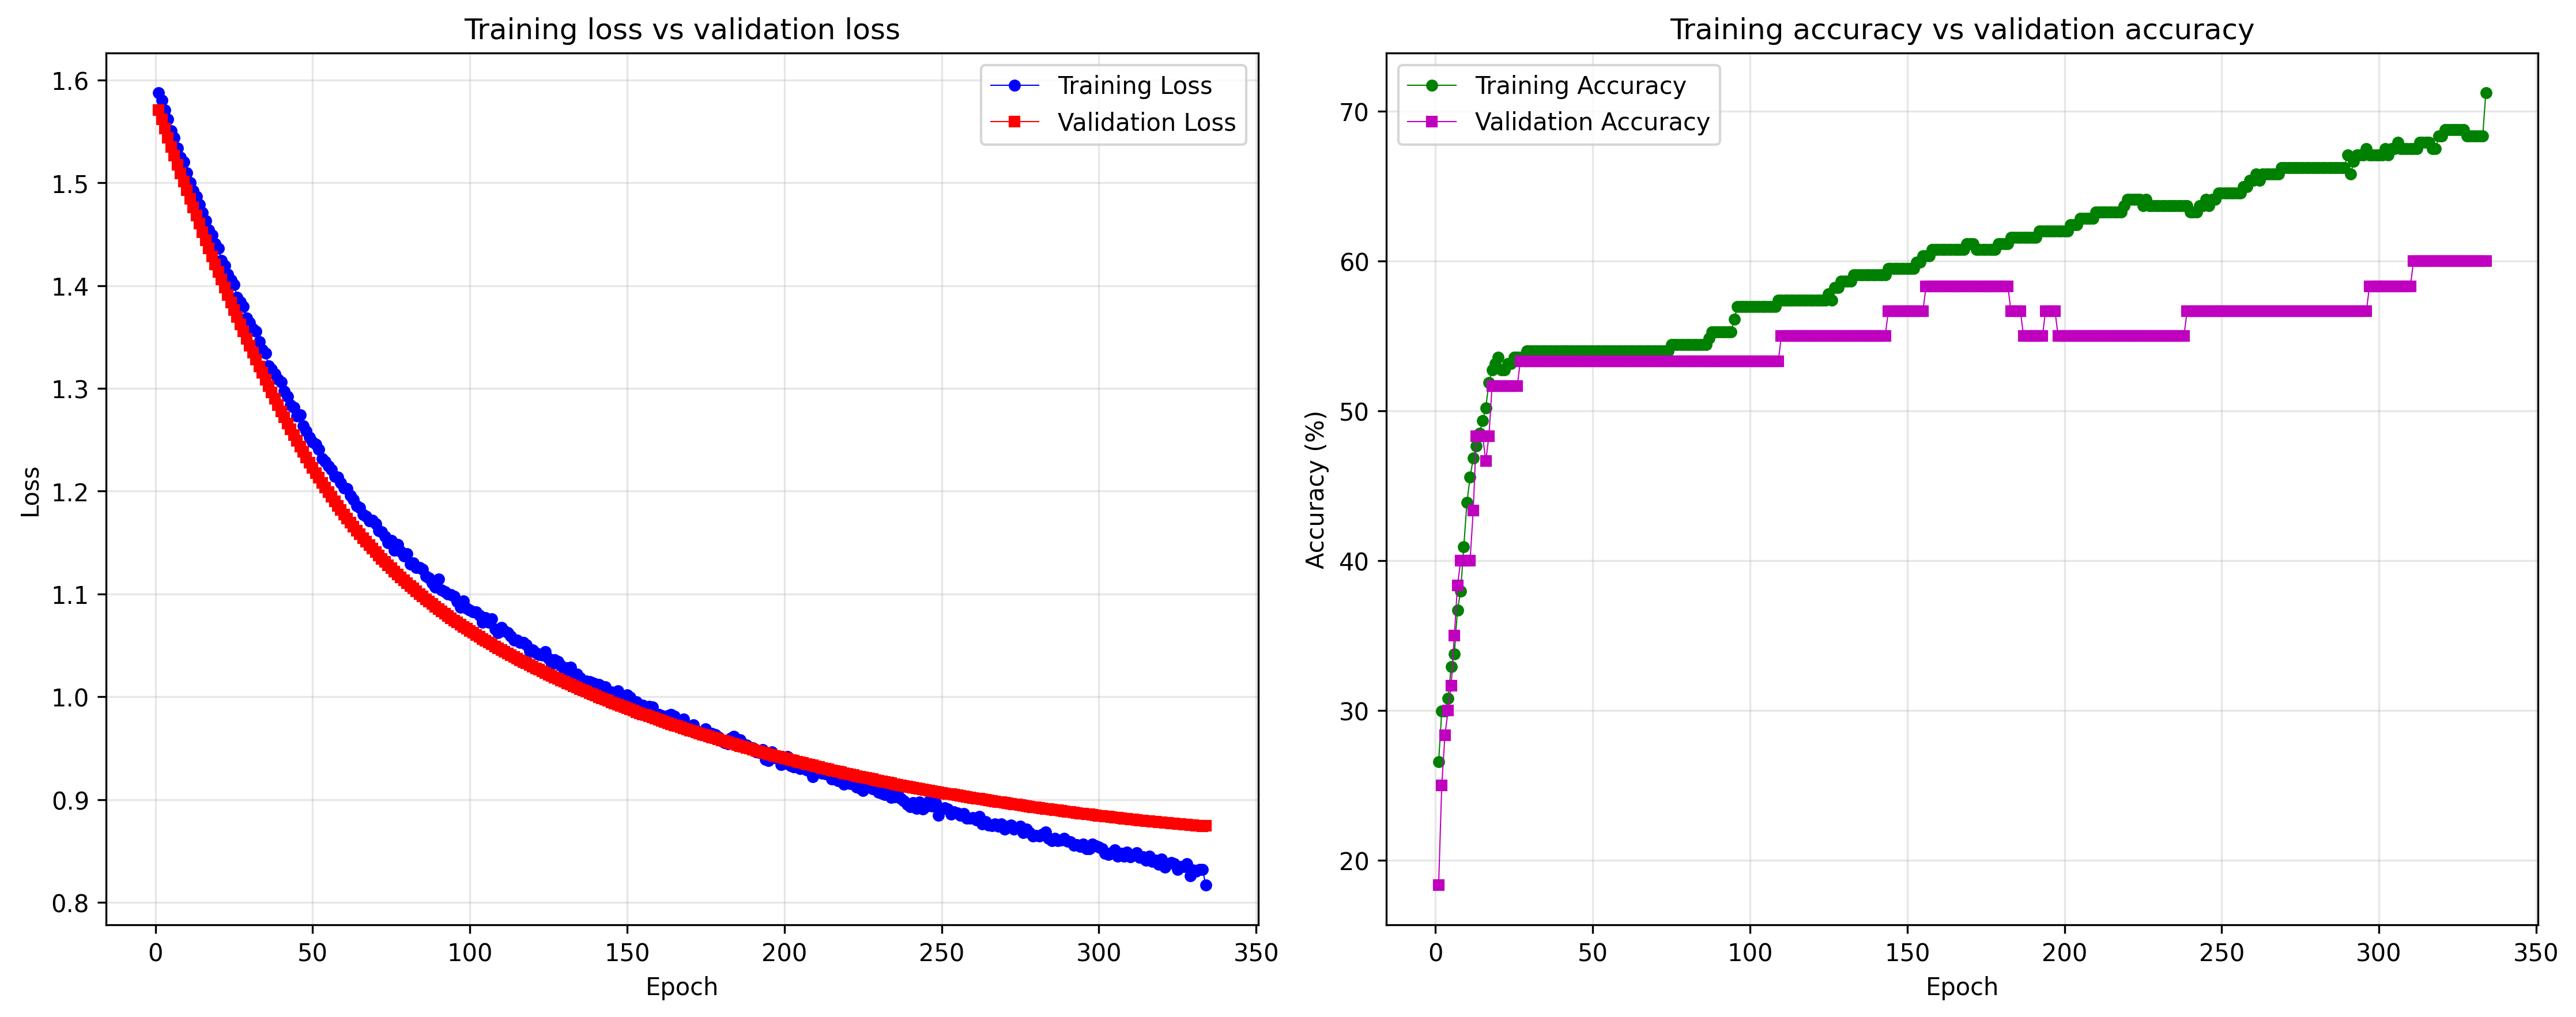 Training loss vs validation loss
Training Loss
Validation Loss
1.6
1.5
1.4
1.3
1.2
1.1
1.0
0.9
0.8
Loss
0 50 100 150 200 250 300 350
Epoch
Training accuracy vs validation accuracy
Training Accuracy
Validation Accuracy
70
60
50
40
30
20
Accuracy (%)
0 50 100 150 200 250 300 350
Epoch